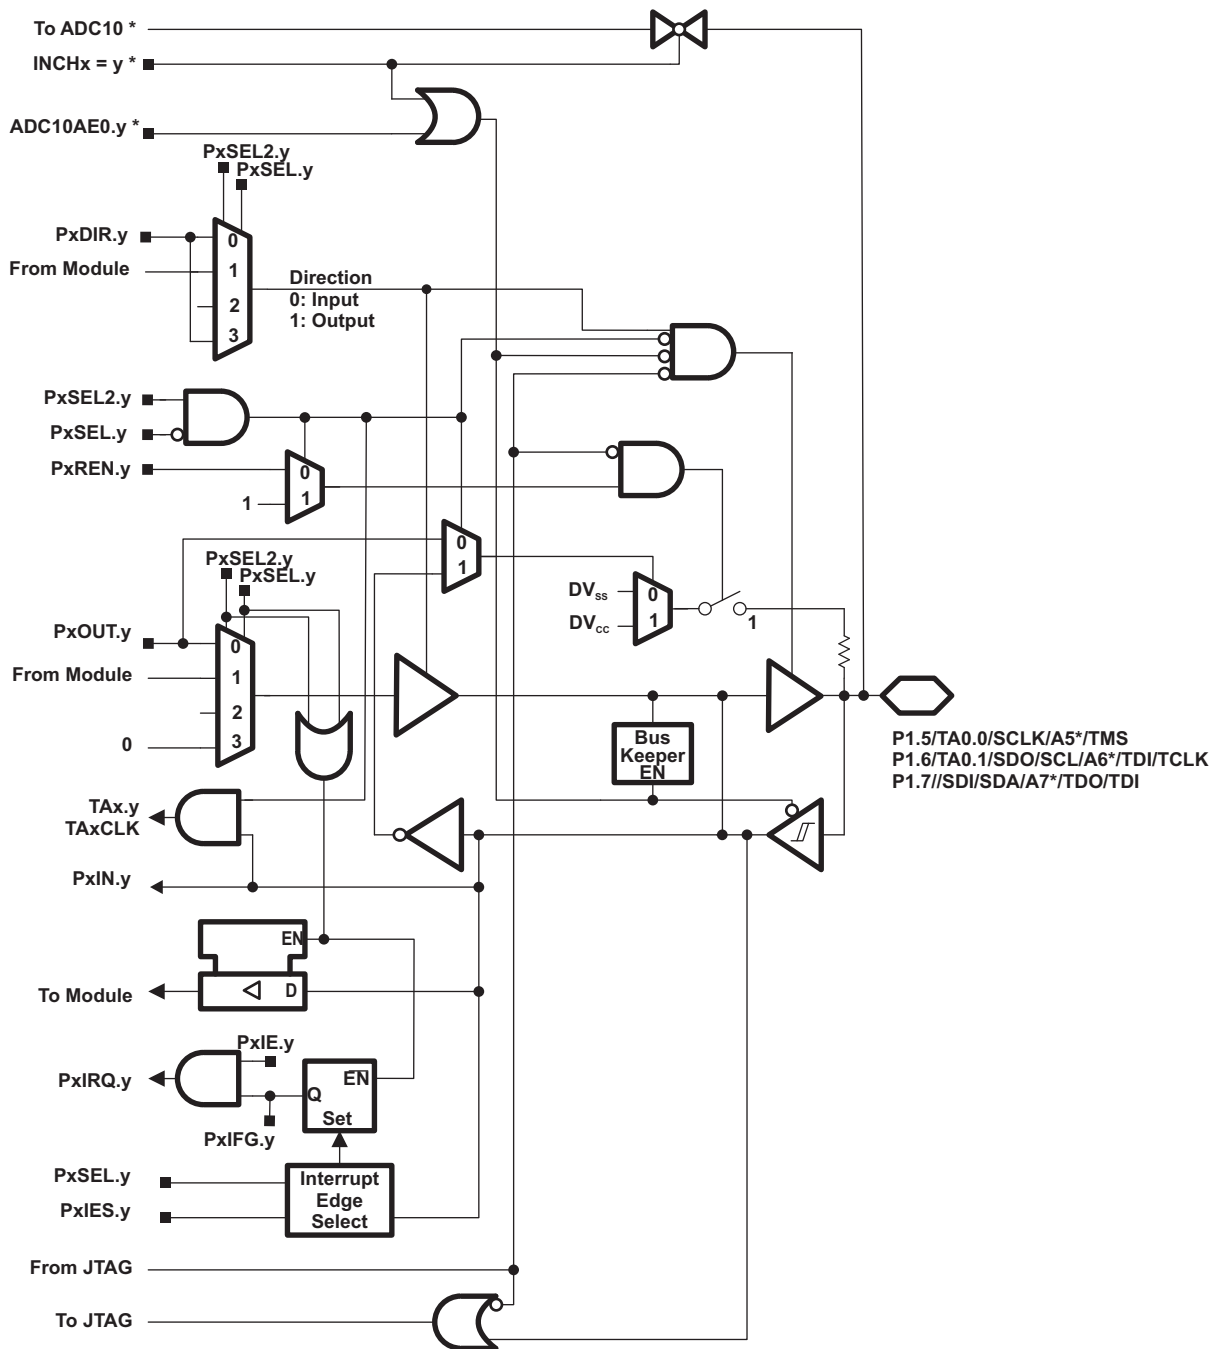 To ADC10 *
INCHx = y *
ADC10AE0.y *
PxSEL2.y
PxSEL.y
PxDIR.y
0
From Module
1
2
3
Direction
0: Input
1: Output
PxSEL2.y
PxSEL.y
PxREN.y
0
1
1
0
1
PxSEL2.y
PxSEL.y
DVss
0
DVcc
1
1
PxOUT.y
0
From Module
1
2
0
3
Bus
Keeper
EN
P1.5/TA0.0/SCLK/A5*/TMS
P1.6/TA0.1/SDO/SCL/A6*/TDI/TCLK
P1.7//SDI/SDA/A7*/TDO/TDI
TAx.y
TAxCLK
PxIN.y
EN
To Module
D
PxIE.y
PxIRQ.y
EN
Q
Set
PxIFG.y
PxSEL.y
PxIES.y
Interrupt
Edge
Select
From JTAG
To JTAG